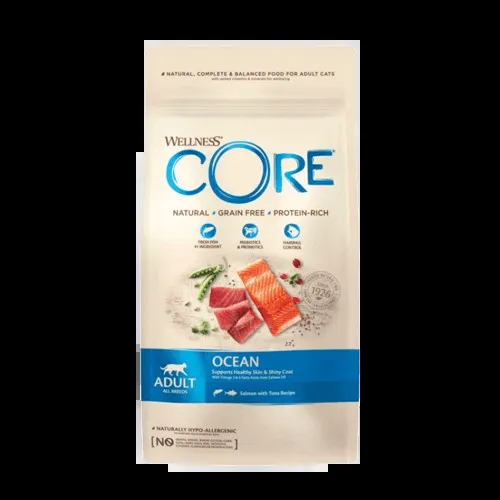 NATURAL, COMPLETE & BALANCED FOOD FOR ADULT CATS
with added vitamins & minerals for wellbeing
WELLNESS®
CORE®
NATURAL GRAIN FREE PROTEIN-RICH
FRESH FISH PREBIOTICS HAIRBALL
#1 INGREDIENT & PROBIOTICS CONTROL
SINCE
1926
OCEAN
Supports Healthy Skin & Shiny Coat
With Omega 3 & 6 Fatty Acids from Salmon Oil
ADULT
ALL BREEDS
Salmon with Tuna Recipe
NATURALLY HYPO-ALLERGENIC
[NO